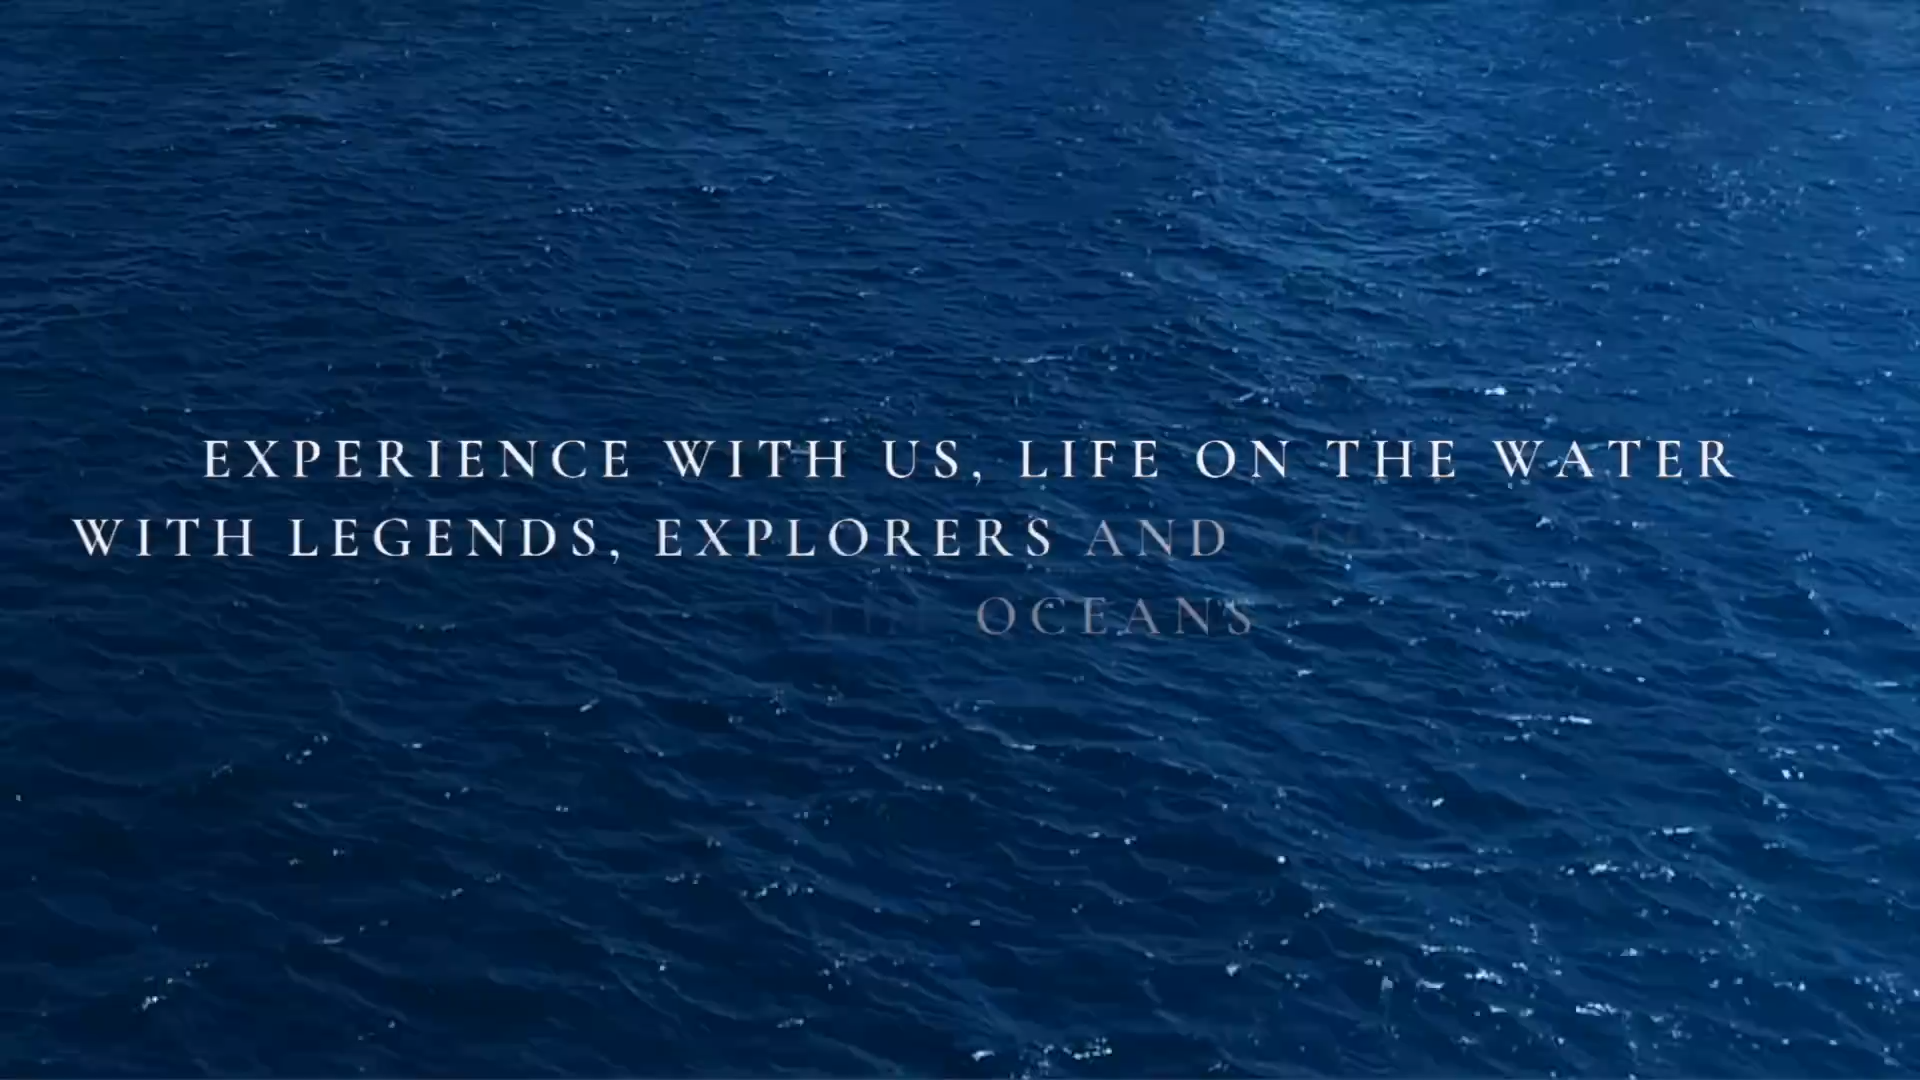 EXPERIENCE WITH US, LIFE ON THE WATER
WITH LEGENDS, EXPLORERS AND
OCEANS